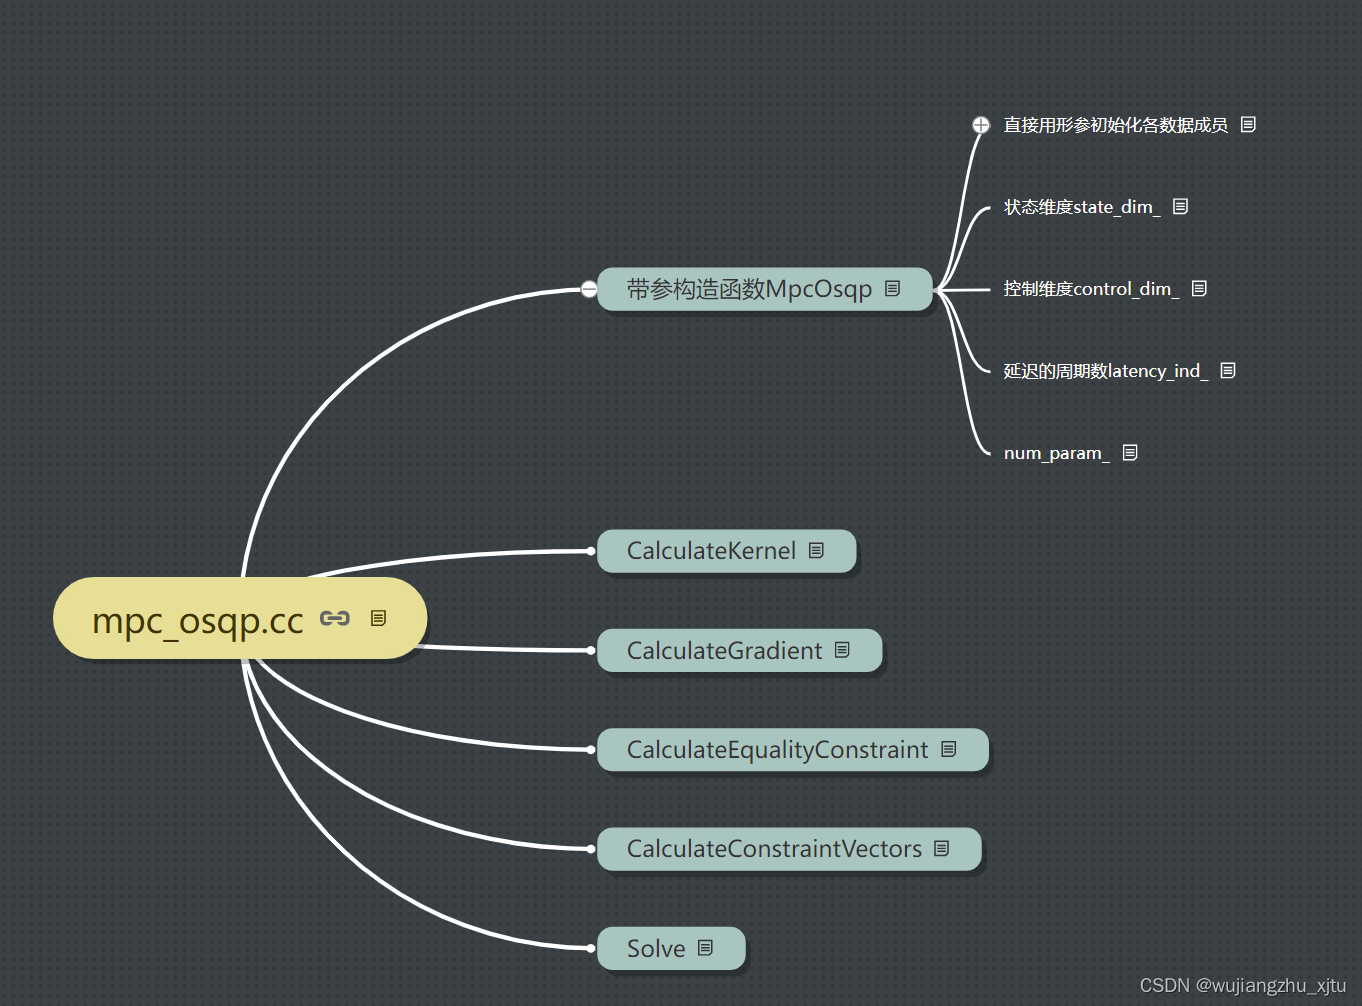 直接用形参初始化各数据成员
状态维度state_dim_
带参构造函数MpcOsqp
控制维度control_dim_
延迟的周期数latency_ind_
num_param_
CalculateKernel
mpc_osqp.cc
CalculateGradient
CalculateEqualityConstraint
CalculateConstraintVectors
Solve
CSDN @wujiangzhu_xjtu